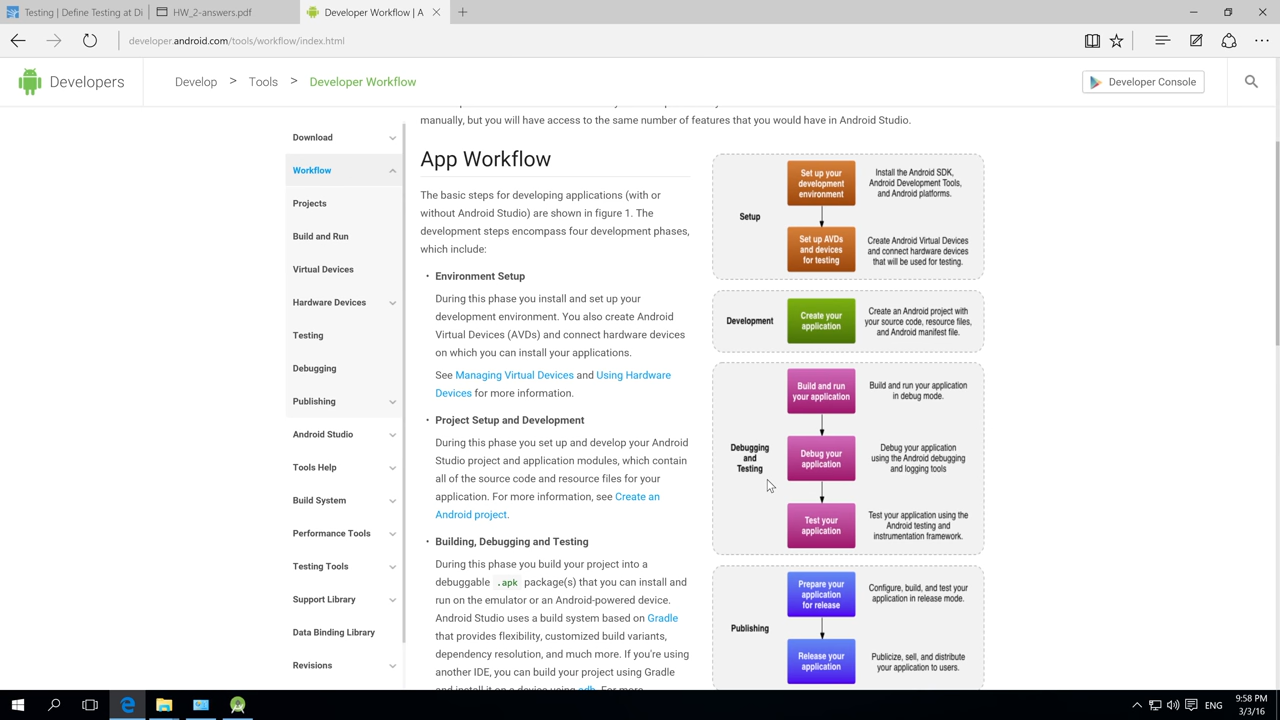 Testing at | Define Testing at Di
HW_2-answers.pdf
Developer Workflow | A
developer.android.com/tools/workflow/index.html
Developers
Develop > Tools > Developer Workflow
Developer Console
Download
Workflow
Projects
Build and Run
Virtual Devices
Hardware Devices
Testing
Debugging
Publishing
Android Studio
Tools Help
Build System
Performance Tools
Testing Tools
Support Library
Data Binding Library
Revisions
manually, but you will have access to the same number of features that you would have in Android Studio.
App Workflow
The basic steps for developing applications (with or
without Android Studio) are shown in figure 1. The
development steps encompass four development phases,
which include:
• Environment Setup
During this phase you install and set up your
development environment. You also create Android
Virtual Devices (AVDs) and connect hardware devices
on which you can install your applications.
See Managing Virtual Devices and Using Hardware
Devices for more information.
• Project Setup and Development
During this phase you set up and develop your Android
Studio project and application modules, which contain
all of the source code and resource files for your
application. For more information, see Create an
Android project.
• Building, Debugging and Testing
During this phase you build your project into a
debuggable .apk package(s) that you can install and
run on the emulator or an Android-powered device.
Android Studio uses a build system based on Gradle
that provides flexibility, customized build variants,
dependency resolution, and much more. If you're using
another IDE, you can build your project using Gradle
and install it on a device using adb. For more
Setup
Set up your
development
environment
Install the Android SDK,
Android Development Tools,
and Android platforms.
Set up AVDs
and devices
for testing
Create Android Virtual Devices
and connect hardware devices
that will be used for testing.
Development
Create your
application
Create an Android project with
your source code, resource files,
and Android manifest file.
Debugging
and
Testing
Build and run
your application
Build and run your application
in debug mode.
Debug your
application
Debug your application
using the Android debugging
and logging tools
Test your
application
Test your application using the
Android testing and
instrumentation framework.
Publishing
Prepare your
application
for release
Configure, build, and test your
application in release mode.
Release your
application
Publicize, sell, and distribute
your application to users.
ENG
9:58 PM
3/3/16